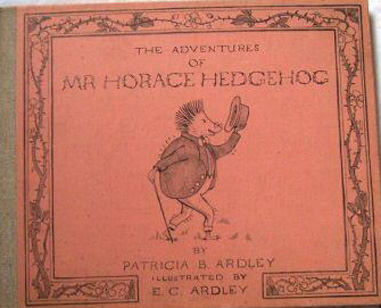 THE ADVENTURES
OF
MR HORACE HEDGEHOG
BY
PATRICIA B. ARDLEY
ILLUSTRATED BY
E. C. ARDLEY